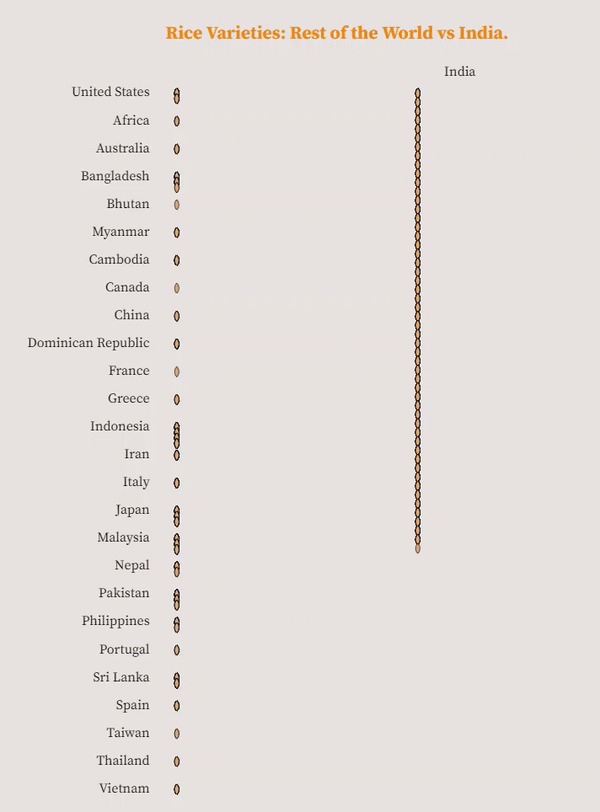 Rice Varieties: Rest of the World vs India.
India
United States
Africa
Australia
Bangladesh
Bhutan
Myanmar
Cambodia
Canada
China
Dominican Republic
France
Greece
Indonesia
Iran
Italy
Japan
Malaysia
Nepal
Pakistan
Philippines
Portugal
Sri Lanka
Spain
Taiwan
Thailand
Vietnam